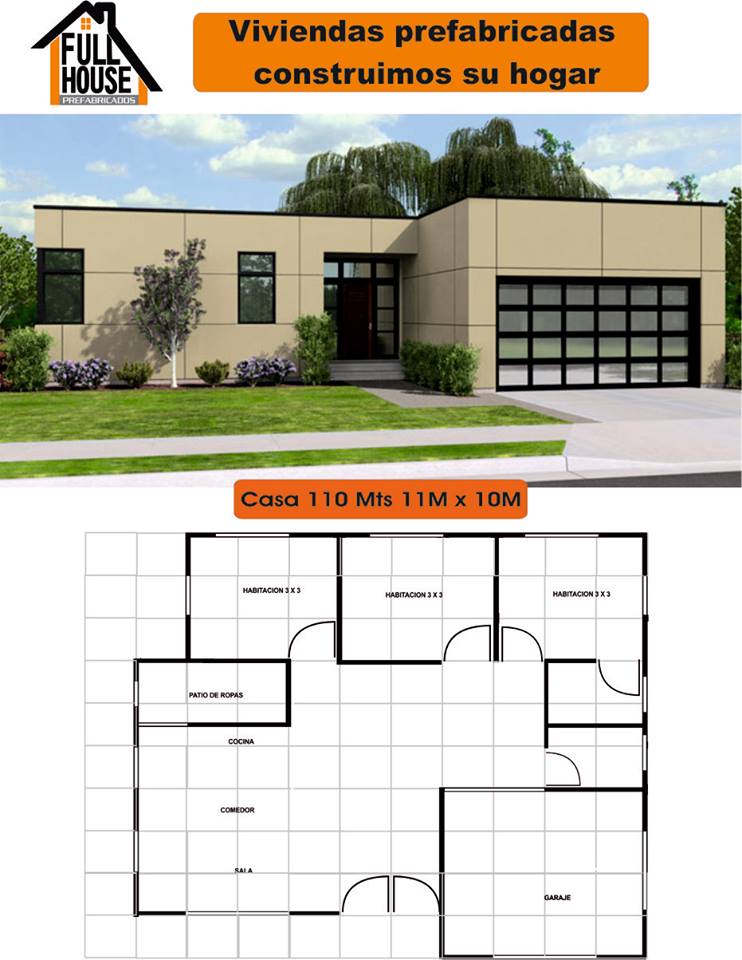 FULL
HOUSE
PREFABRICADOS
Viviendas prefabricadas
construimos su hogar
Casa 110 Mts 11M x 10M
HABITACION 3 X 3
HABITACION 3 X 3
HABITACION 3 X 3
PATIO DE ROPAS
COCINA
COMEDOR
SALA
GARAJE